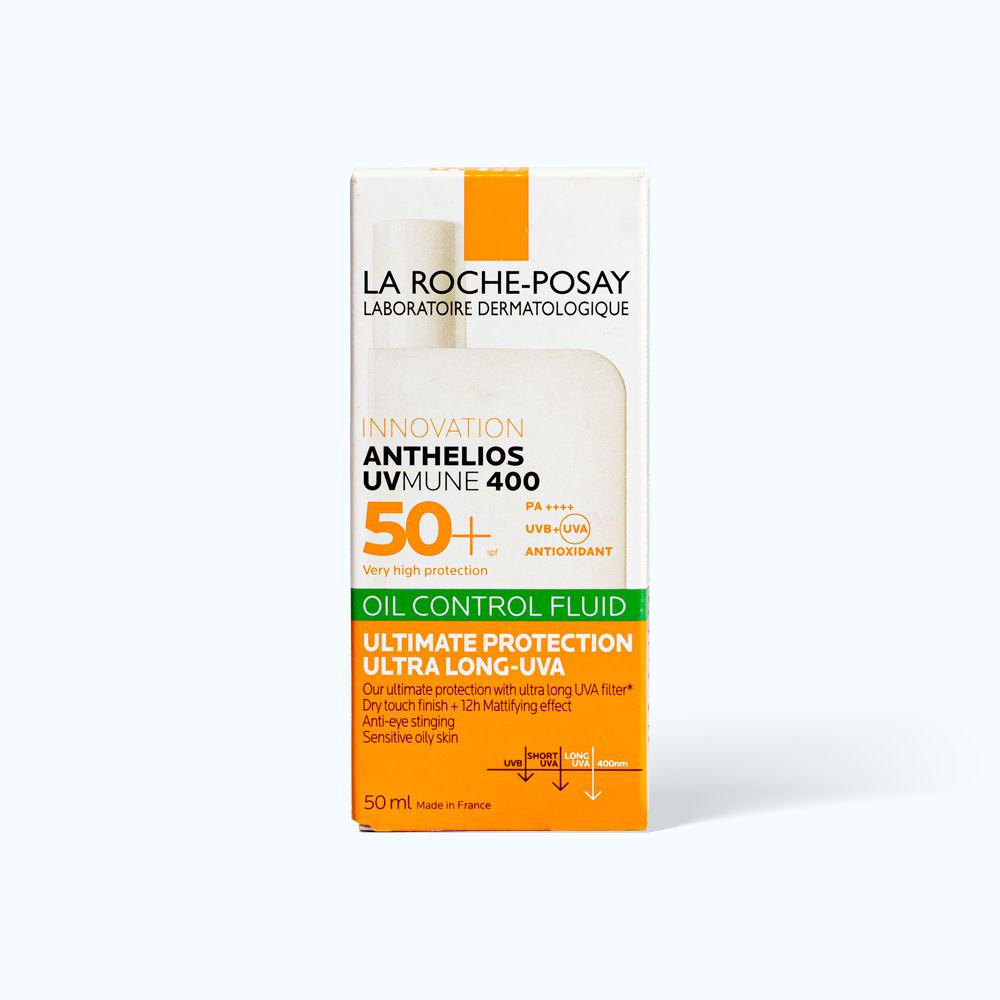 LA ROCHE-POSAY
LABORATOIRE DERMATOLOGIQUE
INNOVATION
ANTHELIOS
UVMUNE 400
50+ spf
PA ++++
UVB+UVA
ANTIOXIDANT
Very high protection
OIL CONTROL FLUID
ULTIMATE PROTECTION
ULTRA LONG-UVA
Our ultimate protection with ultra long UVA filter*
Dry touch finish + 12h Mattifying effect
Anti-eye stinging
Sensitive oily skin
UVB
SHORT UVA
LONG UVA
400nm
50 ml Made in France